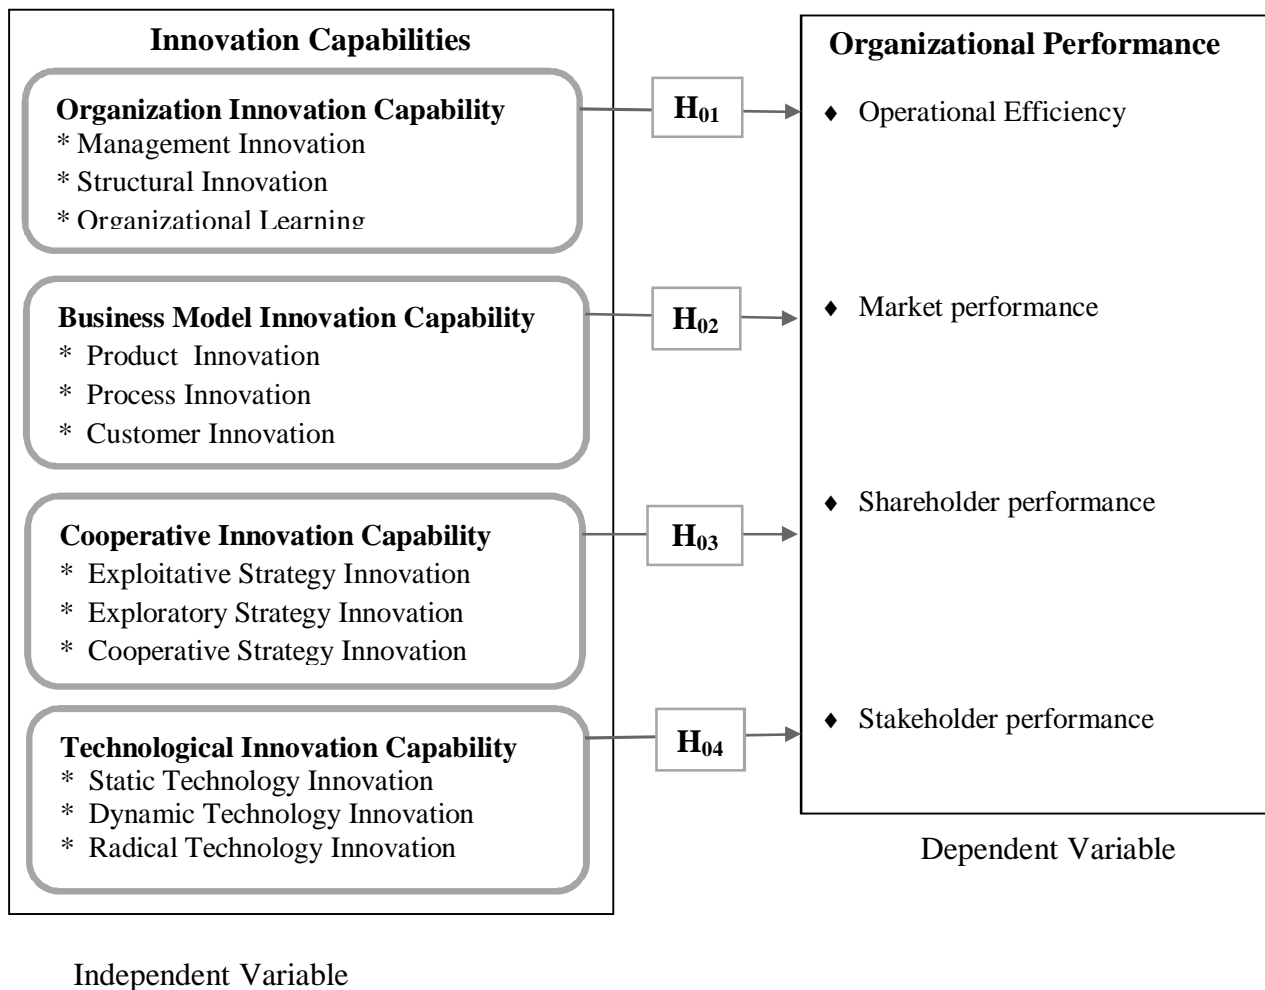 Innovation Capabilities
Organization Innovation Capability
* Management Innovation
* Structural Innovation
* Organizational Learning
Business Model Innovation Capability
* Product Innovation
* Process Innovation
* Customer Innovation
Cooperative Innovation Capability
* Exploitative Strategy Innovation
* Exploratory Strategy Innovation
* Cooperative Strategy Innovation
Technological Innovation Capability
* Static Technology Innovation
* Dynamic Technology Innovation
* Radical Technology Innovation
Independent Variable
H01
H02
H03
H04
Organizational Performance
♦ Operational Efficiency
♦ Market performance
♦ Shareholder performance
♦ Stakeholder performance
Dependent Variable